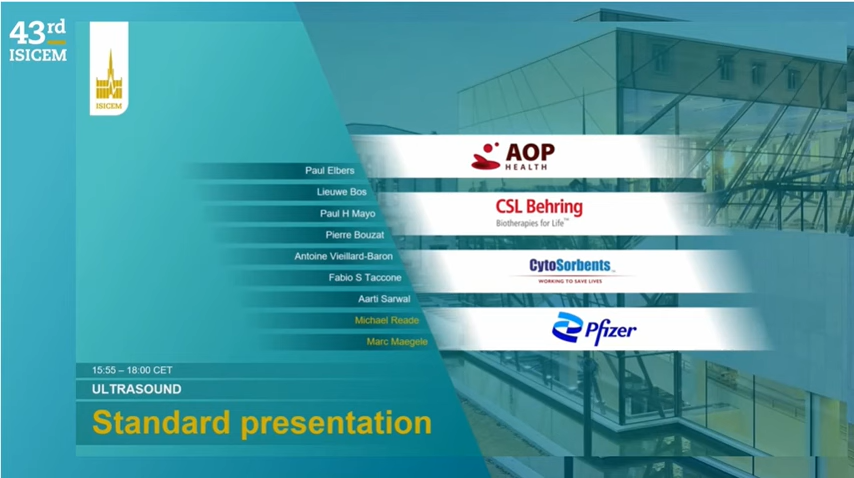 43rd
ISICEM
ISICEM
AOP
HEALTH
CSL Behring
Biotherapies for Life™
CytoSorbents™
WORKING TO SAVE LIVES
Pfizer
Paul Elbers
Lieuwe Bos
Paul H Mayo
Pierre Bouzat
Antoine Vieillard-Baron
Fabio S Taccone
Aarti Sarwal
Michael Reade
Marc Maegele
15:55 – 18:00 CET
ULTRASOUND
Standard presentation